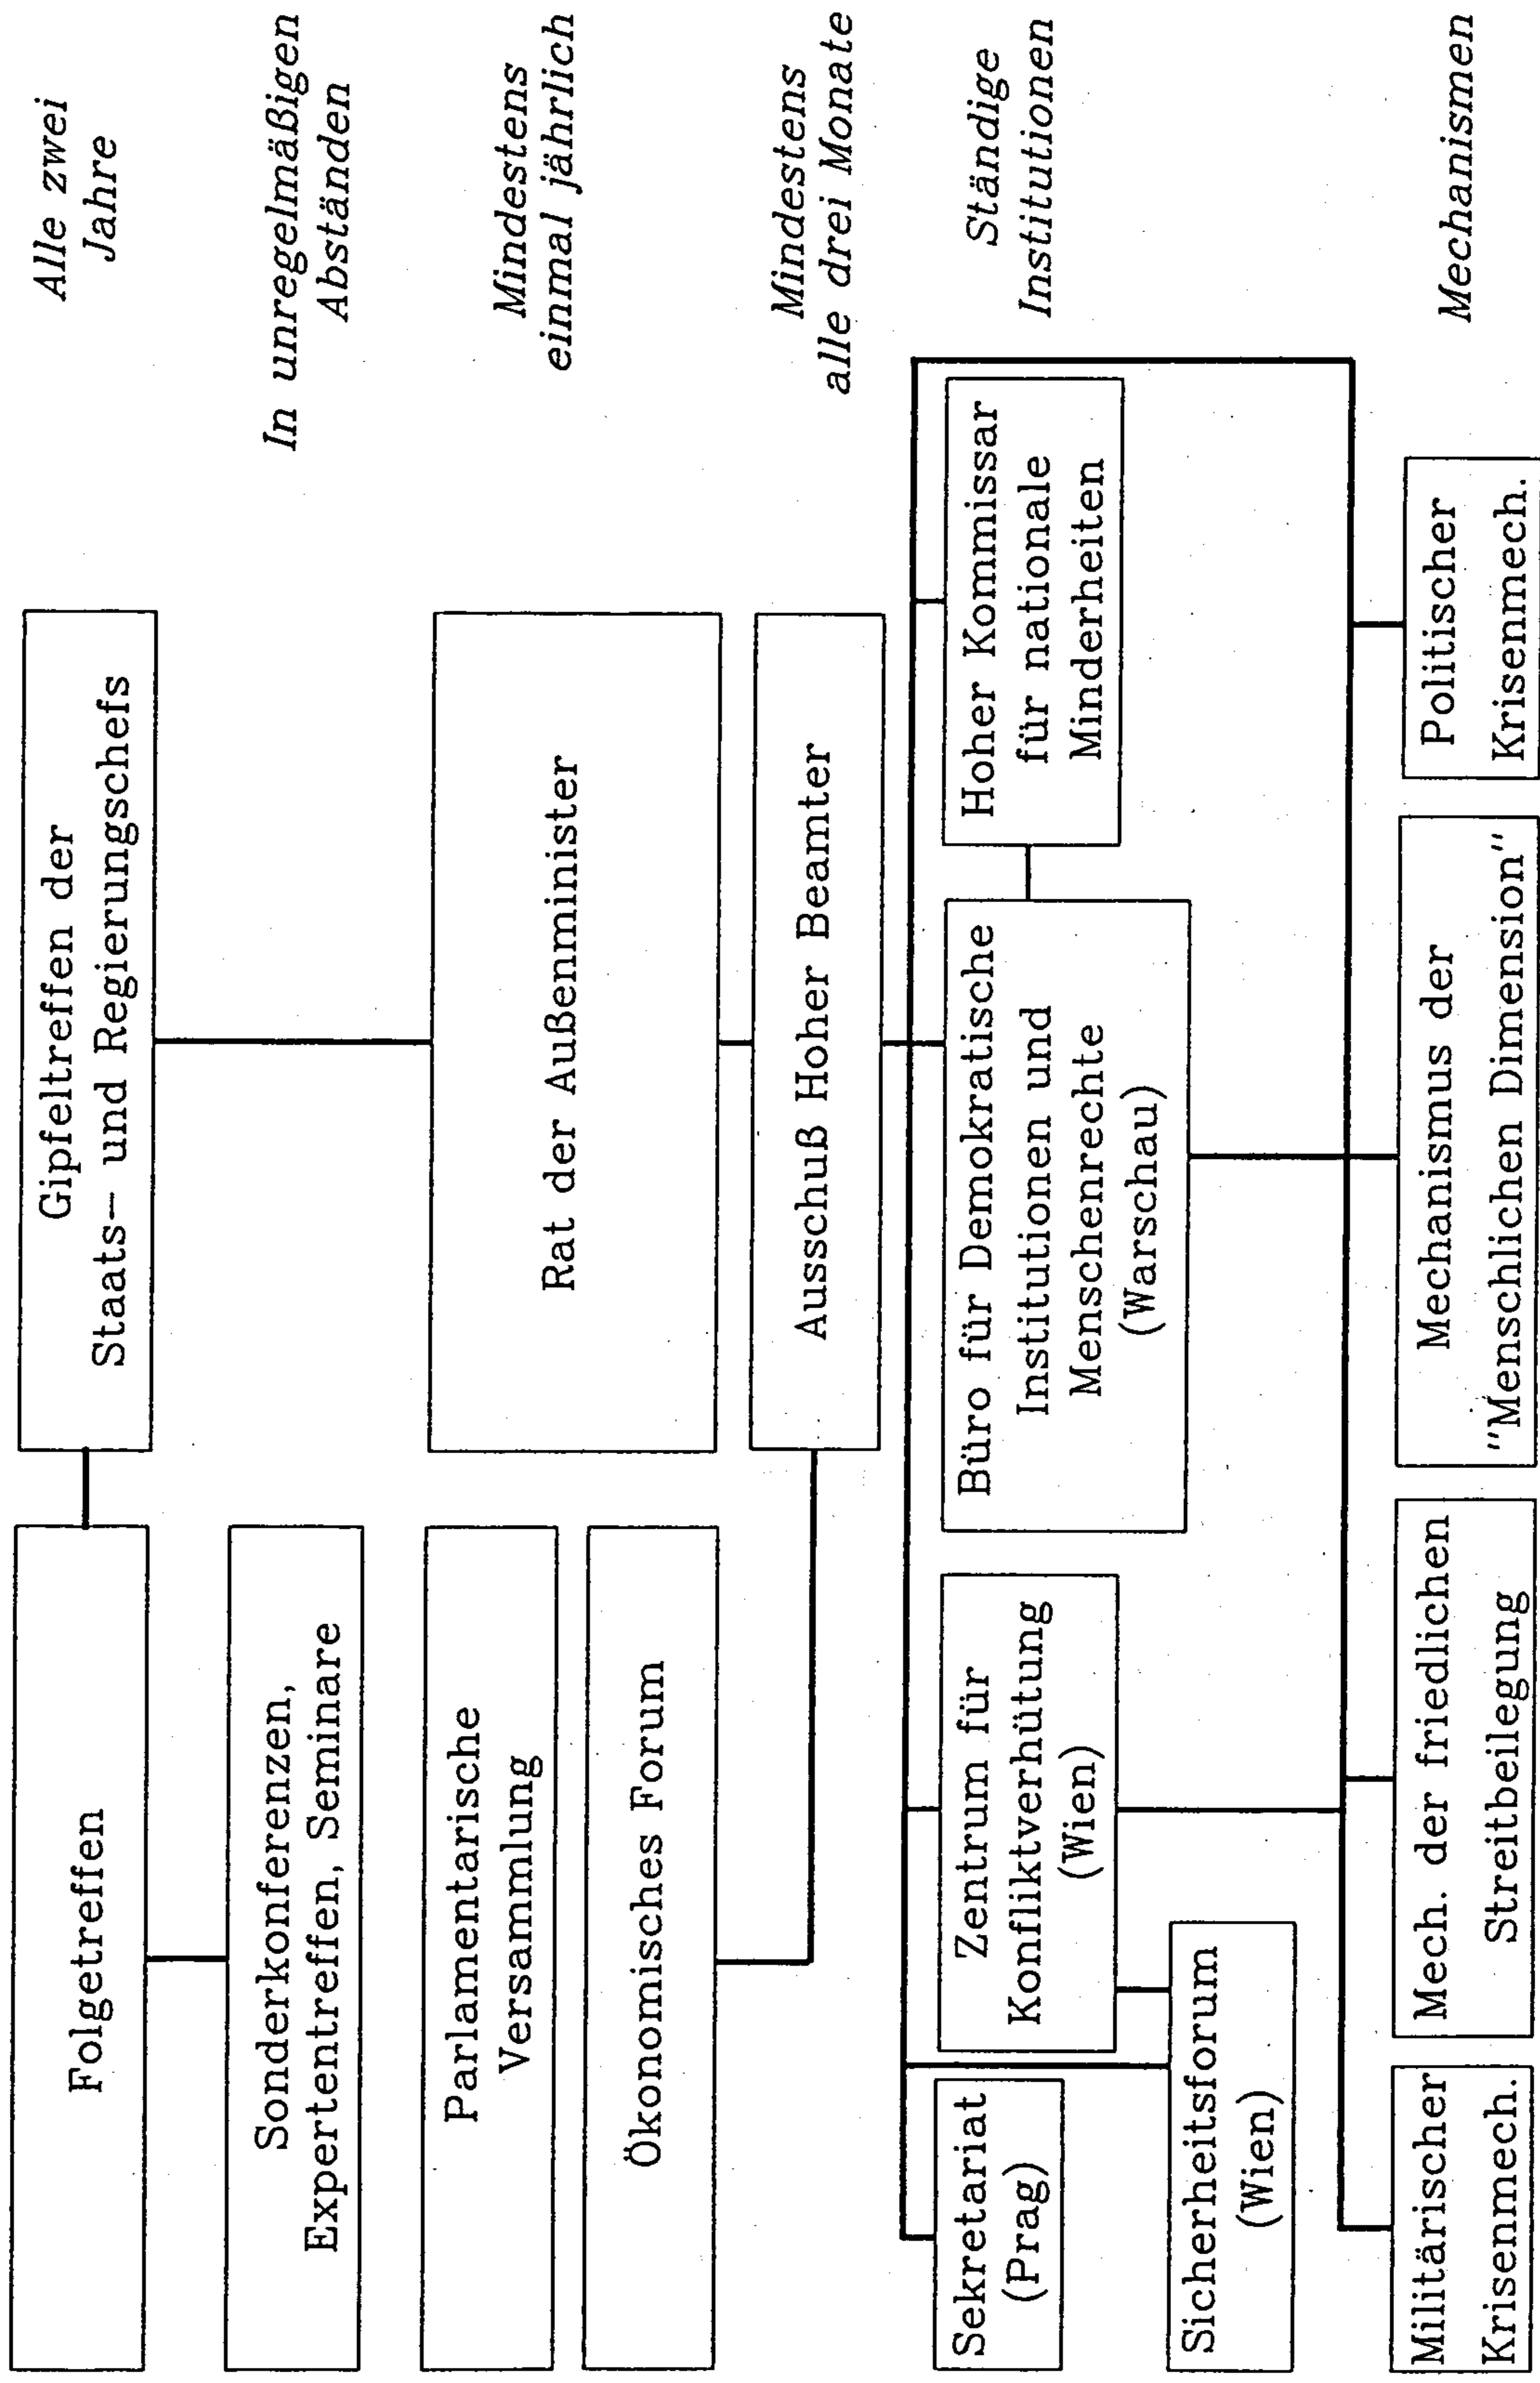 Folgetreffen
Gipfeltreffen der
Staats- und Regierungschefs
Alle zwei
Jahre
Sonderkonferenzen,
Expertentreffen, Seminare
In unregelmäßigen
Abständen
Parlamentarische
Versammlung
Ökonomisches Forum
Rat der Außenminister
Mindestens
einmal jährlich
Ausschuß Hoher Beamter
Mindestens
alle drei Monate
Sekretariat
(Prag)
Zentrum für
Konfliktverhütung
(Wien)
Büro für Demokratische
Institutionen und
Menschenrechte
(Warschau)
Hoher Kommissar
für nationale
Minderheiten
Ständige
Institutionen
Sicherheitsforum
(Wien)
Militärischer
Krisenmech.
Mech. der friedlichen
Streitbeilegung
Mechanismus der
"Menschlichen Dimension"
Politischer
Krisenmech.
Mechanismen